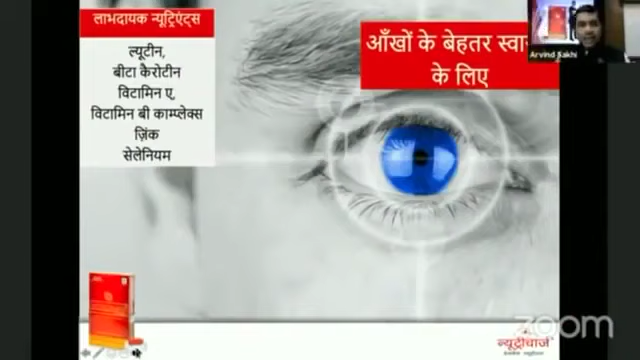 लाभदायक न्यूट्रिएंट्स
ल्यूटीन,
बीटा कैरोटीन
विटामिन ए,
विटामिन बी काम्प्लेक्स
ज़िंक
सेलेनियम
आँखों के बेहतर
के लिए
Arvind Sakhi
न्यूट्रीचार्ज
zoom